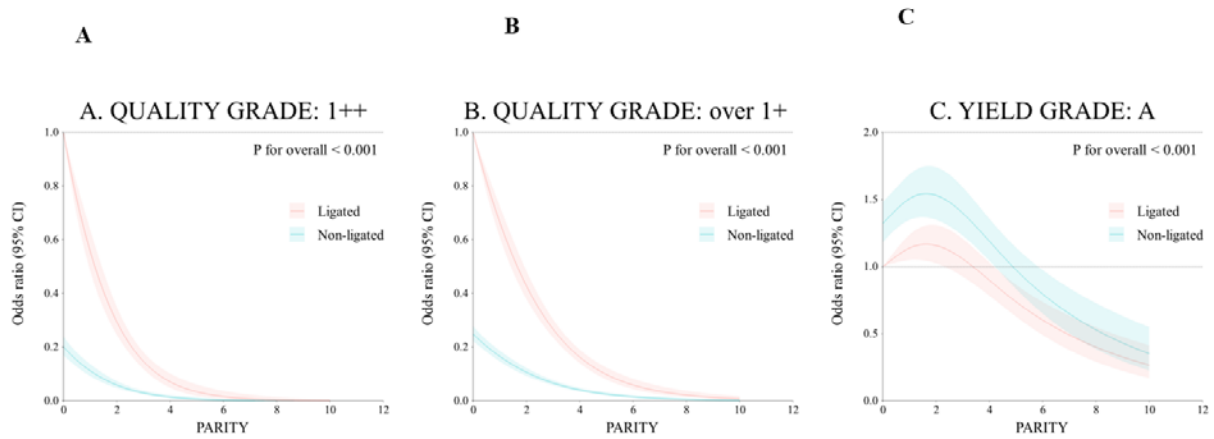 A
B
C
A. QUALITY GRADE: 1++
1.0
0.8
0.6
0.4
0.2
0.0
0
2
4
6
8
10
12
Odds ratio (95% CI)
PARITY
P for overall < 0.001
Ligated
Non-ligated
B. QUALITY GRADE: over 1+
1.0
0.8
0.6
0.4
0.2
0.0
0
2
4
6
8
10
12
Odds ratio (95% CI)
PARITY
P for overall < 0.001
Ligated
Non-ligated
C. YIELD GRADE: A
2.0
1.5
1.0
0.5
0.0
0
2
4
6
8
10
12
Odds ratio (95% CI)
PARITY
P for overall < 0.001
Ligated
Non-ligated